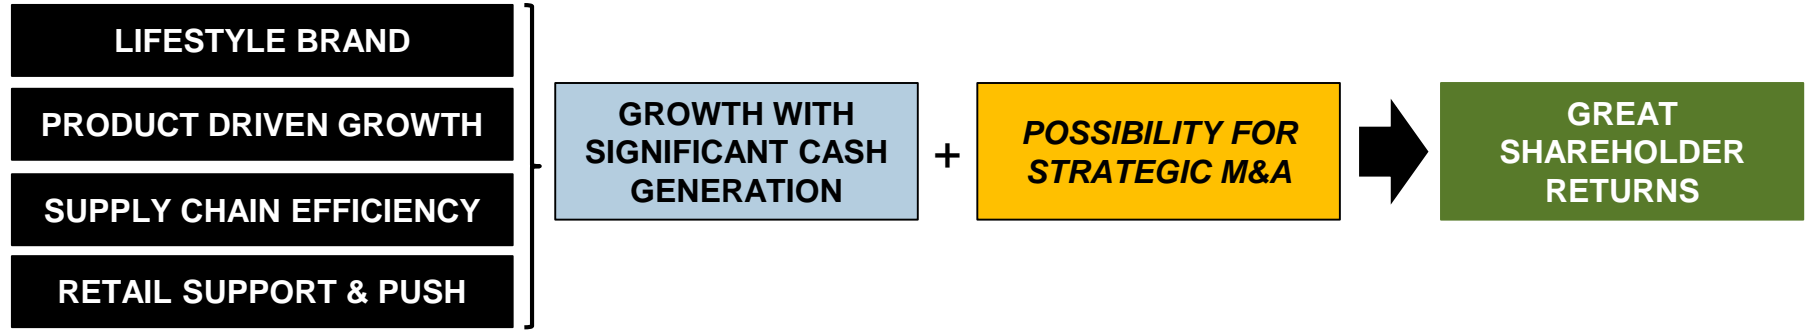 LIFESTYLE BRAND
PRODUCT DRIVEN GROWTH
SUPPLY CHAIN EFFICIENCY
RETAIL SUPPORT & PUSH
GROWTH WITH
SIGNIFICANT CASH
GENERATION
+
POSSIBILITY FOR
STRATEGIC M&A
GREAT
SHAREHOLDER
RETURNS